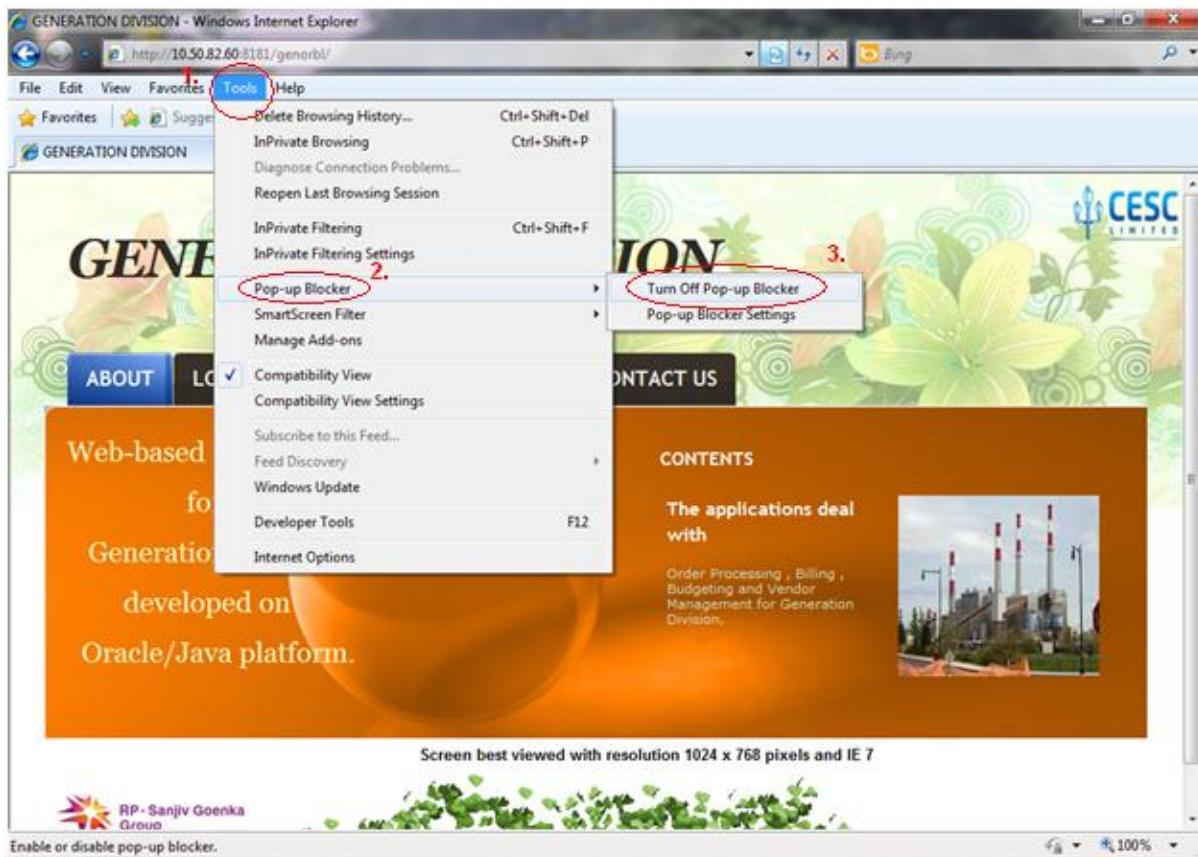 GENERATION DIVISION - Windows Internet Explorer
http://10.50.82.60:8181/genorbl/
Bing
1.
File Edit View Favorites Tools Help
Favorites Sugge
GENERATION DIVISION
Delete Browsing History... Ctrl+Shift+Del
InPrivate Browsing Ctrl+Shift+P
Diagnose Connection Problems...
Reopen Last Browsing Session
InPrivate Filtering Ctrl+Shift+F
InPrivate Filtering Settings
2.
Pop-up Blocker
SmartScreen Filter
Manage Add-ons
Compatibility View
Compatibility View Settings
Subscribe to this Feed...
Feed Discovery
Windows Update
Developer Tools F12
Internet Options
3.
Turn Off Pop-up Blocker
Pop-up Blocker Settings
CESC
LIMITED
GENE ION
ABOUT LO ONTACT US
Web-based
fo
Generatio
developed on
Oracle/Java platform.
CONTENTS
The applications deal
with
Order Processing , Billing ,
Budgeting and Vendor
Management for Generation
Division.
Screen best viewed with resolution 1024 x 768 pixels and IE 7
RP-Sanjiv Goenka
Group
Enable or disable pop-up blocker.
100%